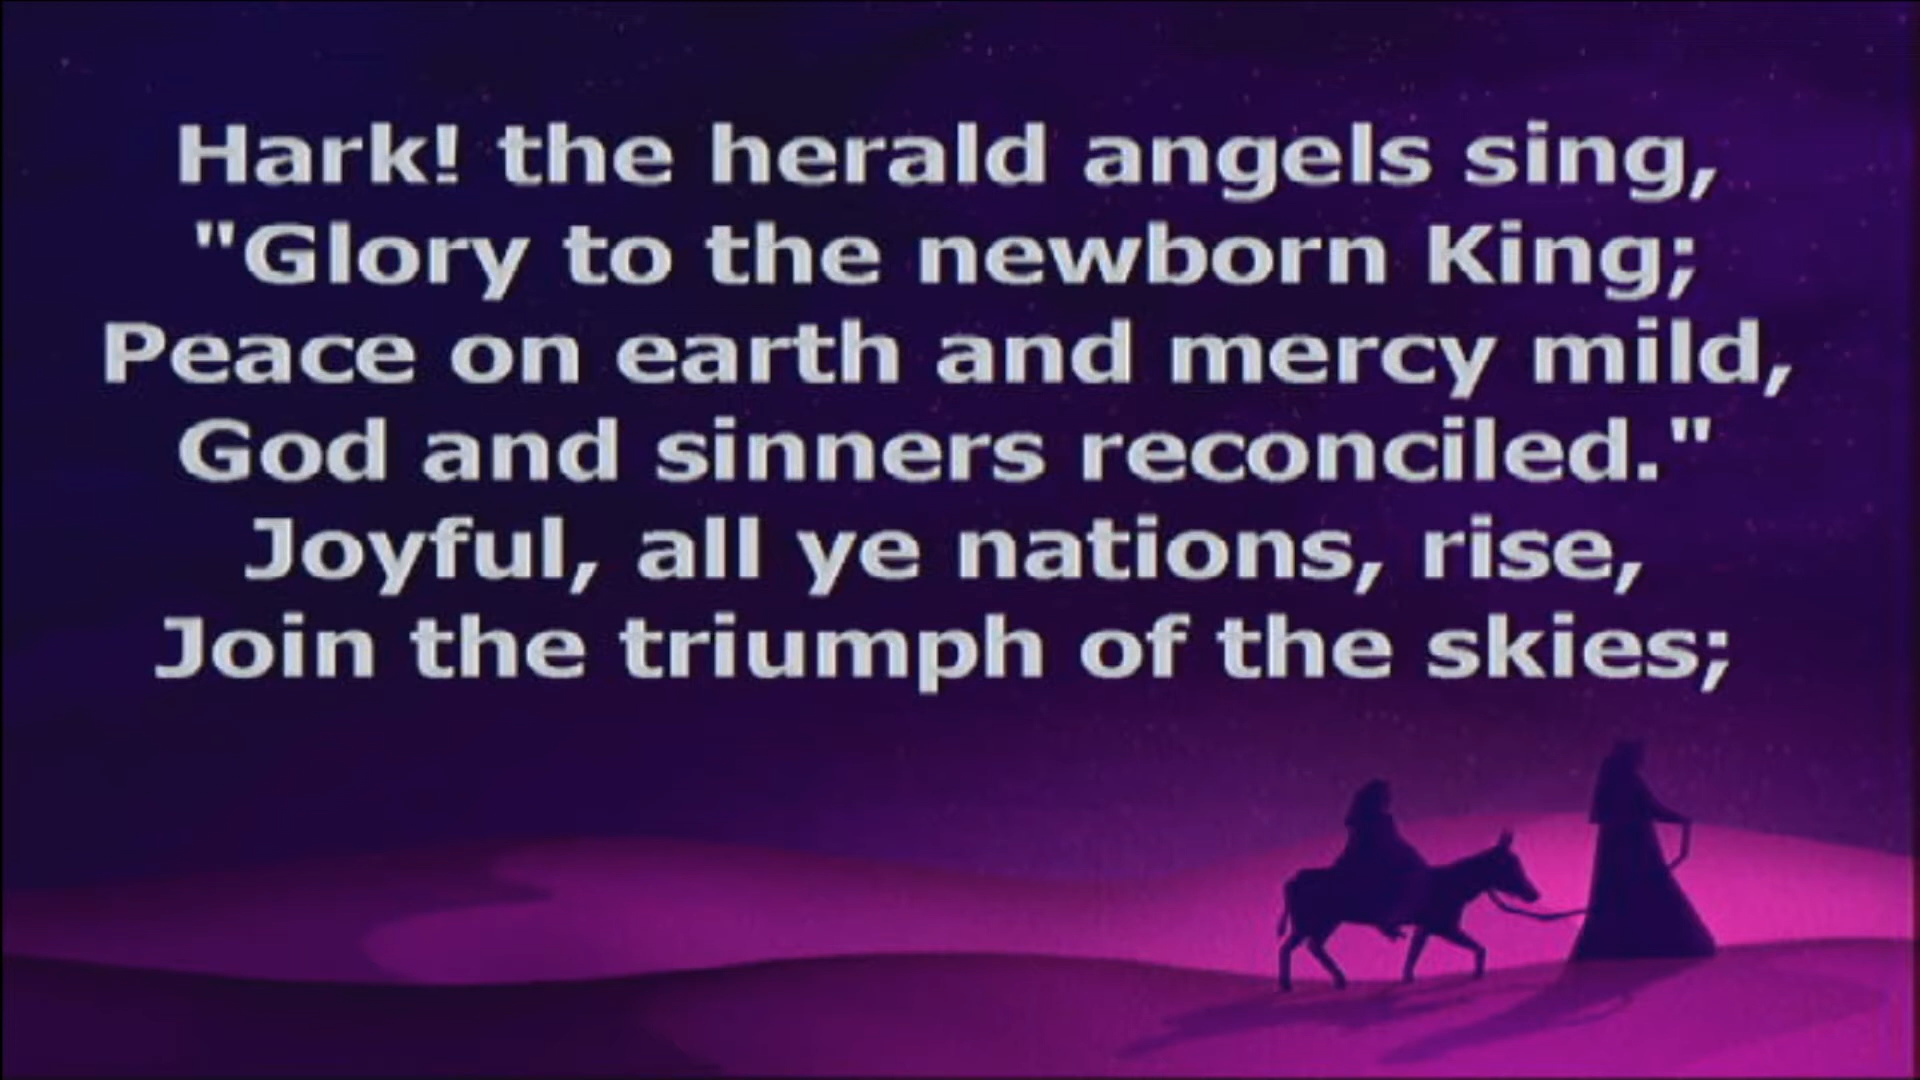 Hark! the herald angels sing,
"Glory to the newborn King;
Peace on earth and mercy mild,
God and sinners reconciled."
Joyful, all ye nations, rise,
Join the triumph of the skies;